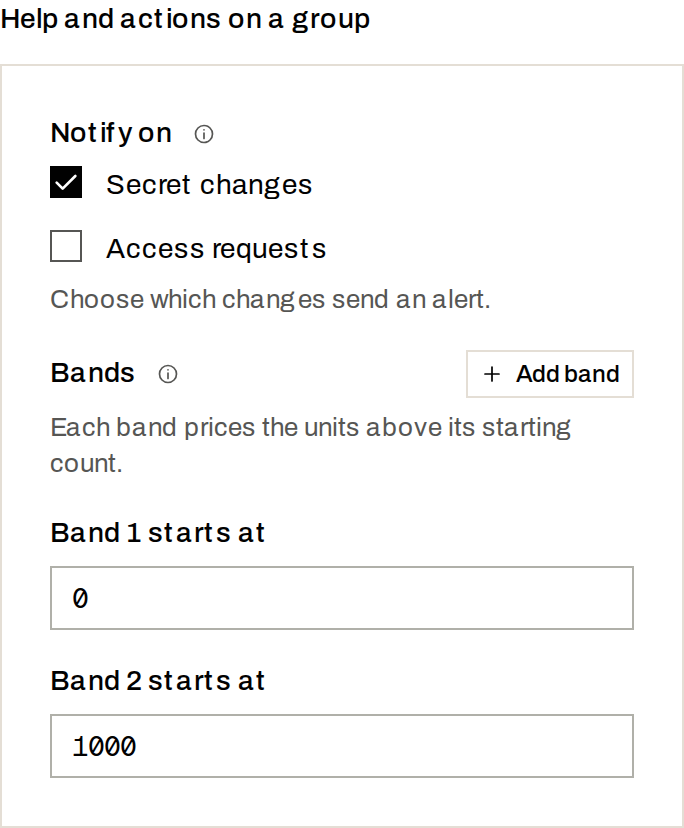 Help and actions on a group
Notify on
Secret changes
Access requests
Choose which changes send an alert.
Bands
Add band
Each band prices the units above its starting
count.
Band 1 starts at
0
Band 2 starts at
1000